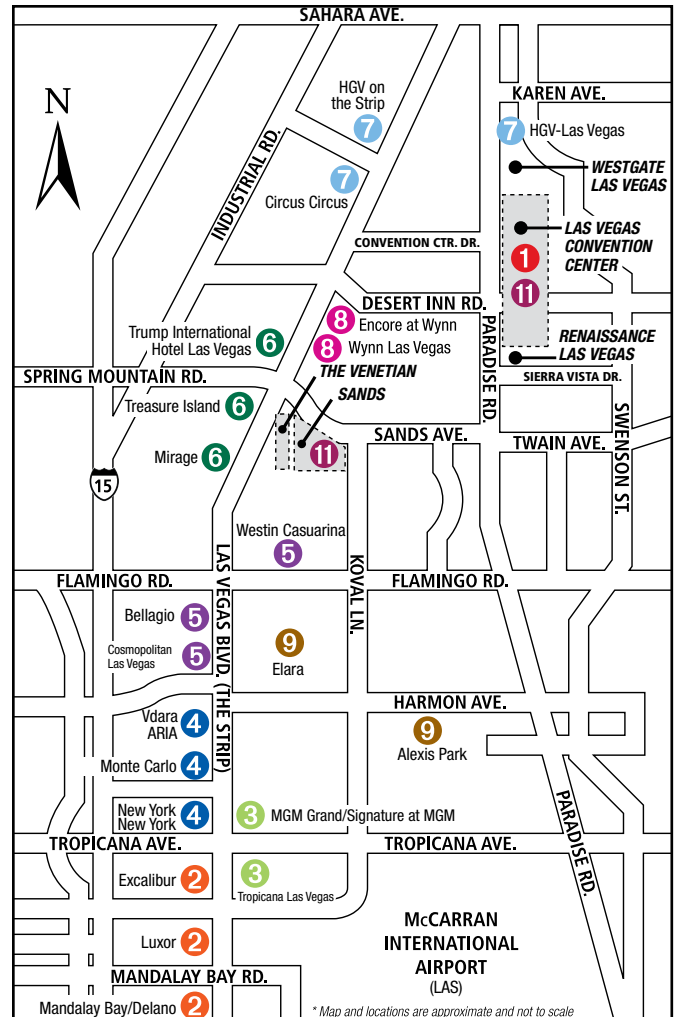 SAHARA AVE.
N
HGV on
the Strip
7
KAREN AVE.
7 HGV-Las Vegas
INDUSTRIAL RD.
7
Circus Circus
WESTGATE
LAS VEGAS
LAS VEGAS
CONVENTION
CENTER
CONVENTION CTR. DR.
1
11
DESERT INN RD.
8 Encore at Wynn
8 Wynn Las Vegas
PARADISE RD.
Trump International
Hotel Las Vegas 6
RENAISSANCE
LAS VEGAS
THE VENETIAN
SANDS
SPRING MOUNTAIN RD.
SIERRA VISTA DR.
Treasure Island 6
SANDS AVE.
TWAIN AVE.
SWENSON ST.
Mirage 6
11
15
Westin Casuarina
5
LAS VEGAS BLVD. (THE STRIP)
KOVAL LN.
FLAMINGO RD.
FLAMINGO RD.
Bellagio 5
Cosmopolitan
Las Vegas 5
9
Elara
HARMON AVE.
Vdara
ARIA 4
9
Alexis Park
Monte Carlo 4
PARADISE RD.
New York
New York 4
3 MGM Grand/Signature at MGM
TROPICANA AVE.
TROPICANA AVE.
Excalibur 2
3
Tropicana Las Vegas
Luxor 2
McCARRAN
INTERNATIONAL
AIRPORT
(LAS)
MANDALAY BAY RD.
Mandalay Bay/Delano 2
* Map and locations are approximate and not to scale